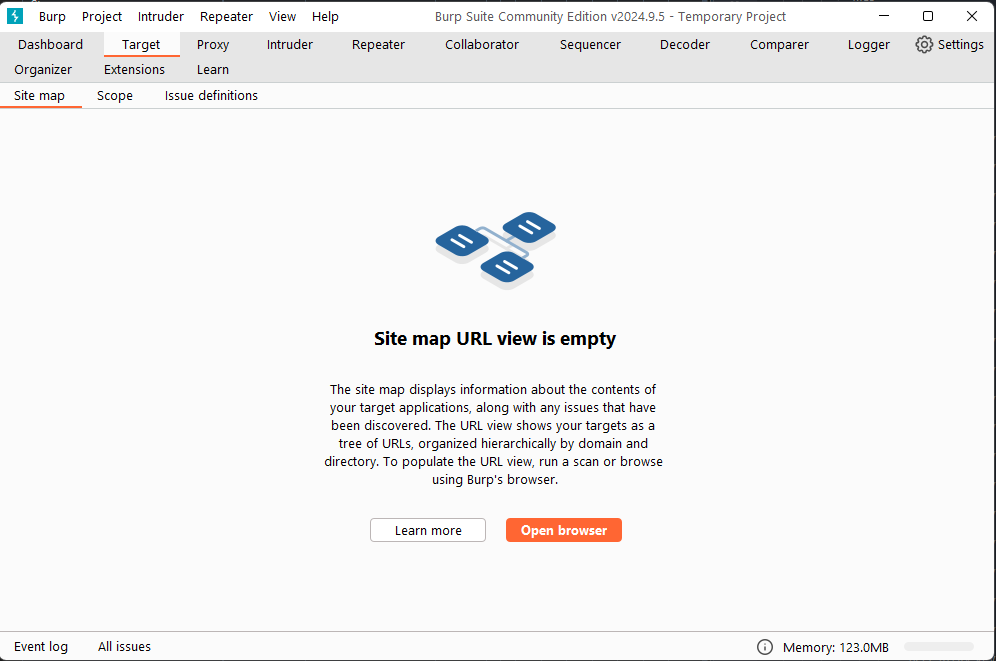 Burp Project Intruder Repeater View Help Burp Suite Community Edition v2024.9.5 - Temporary Project
Dashboard Target Proxy Intruder Repeater Collaborator Sequencer Decoder Comparer Logger Settings
Organizer Extensions Learn
Site map Scope Issue definitions
Site map URL view is empty
The site map displays information about the contents of
your target applications, along with any issues that have
been discovered. The URL view shows your targets as a
tree of URLs, organized hierarchically by domain and
directory. To populate the URL view, run a scan or browse
using Burp's browser.
Learn more Open browser
Event log All issues Memory: 123.0MB